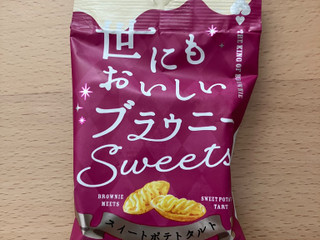 世にも
おいしい
ブラウニー
Sweets
BROWNIE
MEETS
SWEET POTATO
TART
スイートポテトタルト